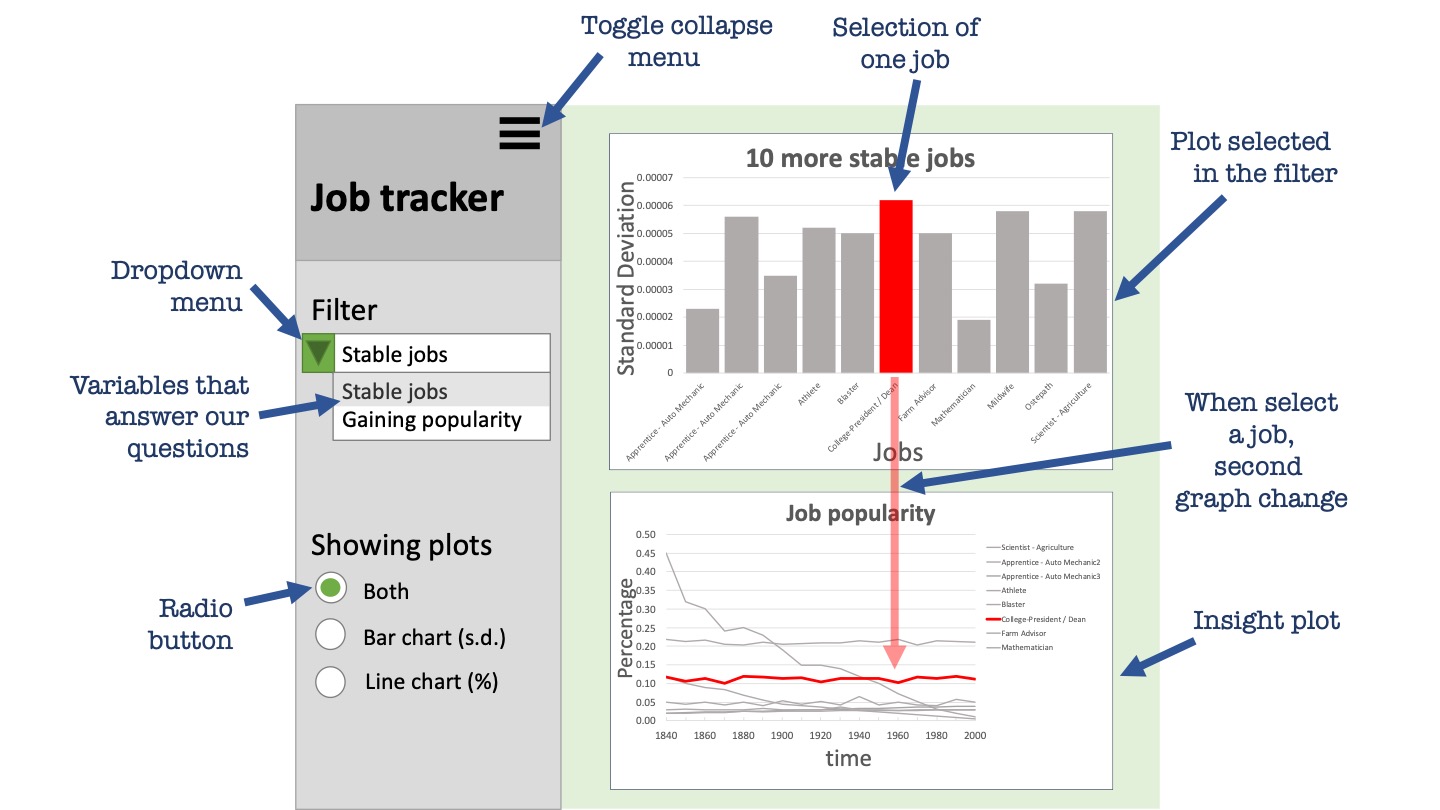 Toggle collapse
menu
Selection of
one job
Job tracker
Dropdown
menu
Filter
Stable jobs
Stable jobs
Gaining popularity
Variables that
answer our
questions
Showing plots
Both
Bar chart (s.d.)
Line chart (%)
Radio
button
10 more stable jobs
Standard Deviation
0.00007
0.00006
0.00005
0.00004
0.00003
0.00002
0.00001
0
Apprentice - Auto Mechanic
Apprentice - Auto Mechanic
Apprentice - Auto Mechanic
Athlete
Blaster
College-President / Dean
Farm Advisor
Mathematician
Mildwife
Ostepath
Scientist - Agriculture
Jobs
Plot selected
in the filter
When select
a job,
second
graph change
Job popularity
Percentage
0.50
0.45
0.40
0.35
0.30
0.25
0.20
0.15
0.10
0.05
0.00
1840 1860 1880 1900 1920 1940 1960 1980 2000
time
Scientist - Agriculture
Apprentice - Auto Mechanic2
Apprentice - Auto Mechanic3
Athlete
Blaster
College-President / Dean
Farm Advisor
Mathematician
Insight plot